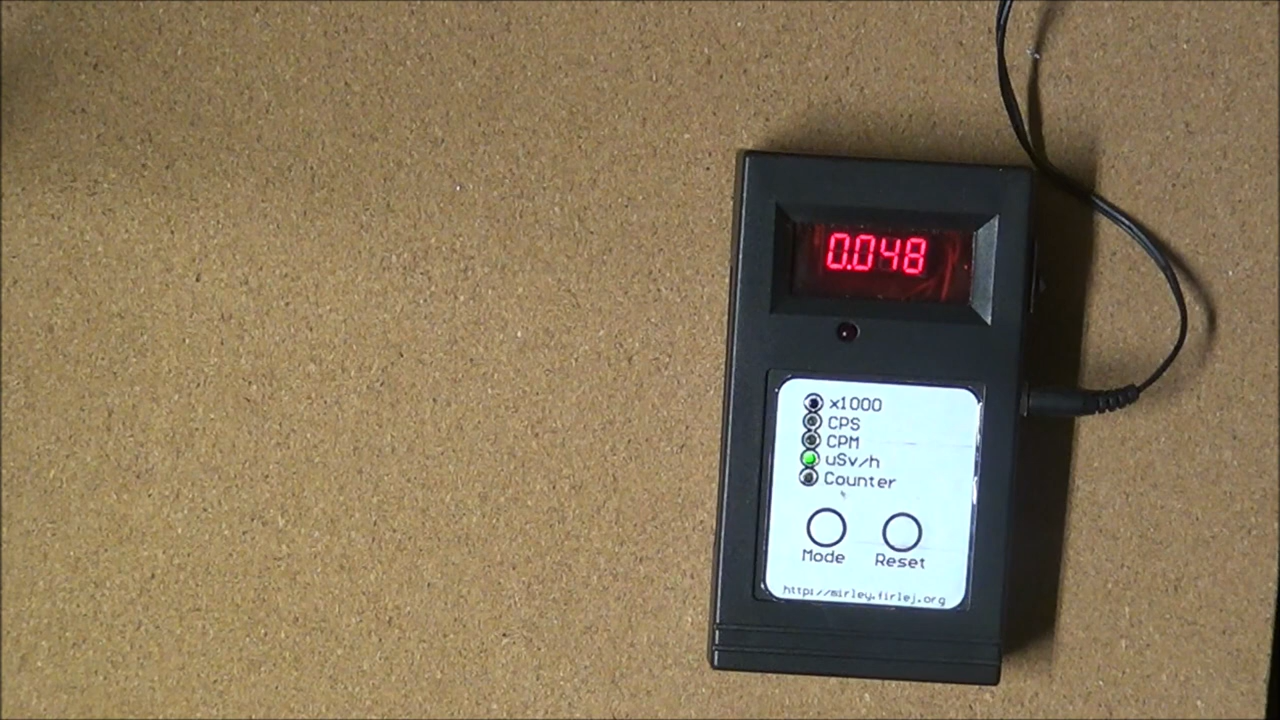 0.048
x1000
CPS
CPM
uSv/h
Counter
Mode Reset
http://mirley.firlej.org